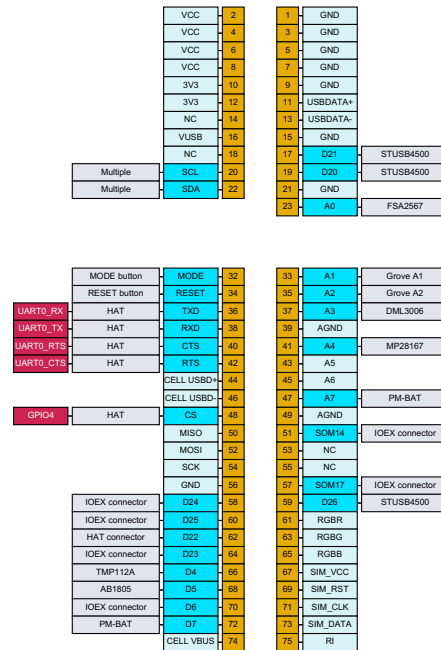 VCC 2 1 GND
VCC 4 3 GND
VCC 6 5 GND
VCC 8 7 GND
3V3 10 9 GND
3V3 12 11 USBDATA+
NC 14 13 USBDATA-
VUSB 16 15 GND
NC 18 17 D21 STUSB4500
Multiple SCL 20 19 D20 STUSB4500
Multiple SDA 22 21 GND
23 A0 FSA2567
MODE button MODE 32 33 A1 Grove A1
RESET button RESET 34 35 A2 Grove A2
UART0_RX HAT TXD 36 37 A3 DML3006
UART0_TX HAT RXD 38 39 AGND
UART0_RTS HAT CTS 40 41 A4 MP28167
UART0_CTS HAT RTS 42 43 A5
CELL USBD+ 44 45 A6
CELL USBD- 46 47 A7 PM-BAT
GPIO4 HAT CS 48 49 AGND
MISO 50 51 SOM14 IOEX connector
MOSI 52 53 NC
SCK 54 55 NC
GND 56 57 SOM17 IOEX connector
IOEX connector D24 58 59 D26 STUSB4500
IOEX connector D25 60 61 RGBR
HAT connector D22 62 63 RGBG
IOEX connector D23 64 65 RGBB
TMP112A D4 66 67 SIM_VCC
AB1805 D5 68 69 SIM_RST
IOEX connector D6 70 71 SIM_CLK
PM-BAT D7 72 73 SIM_DATA
CELL VBUS 74 75 RI